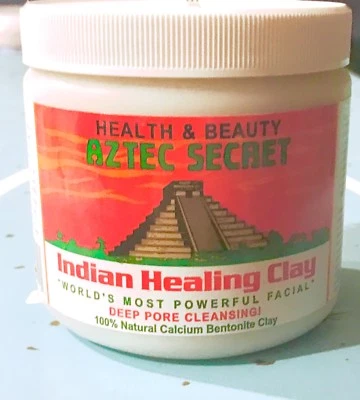 HEALTH & BEAUTY
AZTEC SECRET
Indian Healing Clay
"WORLD'S MOST POWERFUL FACIAL"
DEEP PORE CLEANSING!
100% Natural Calcium Bentonite Clay